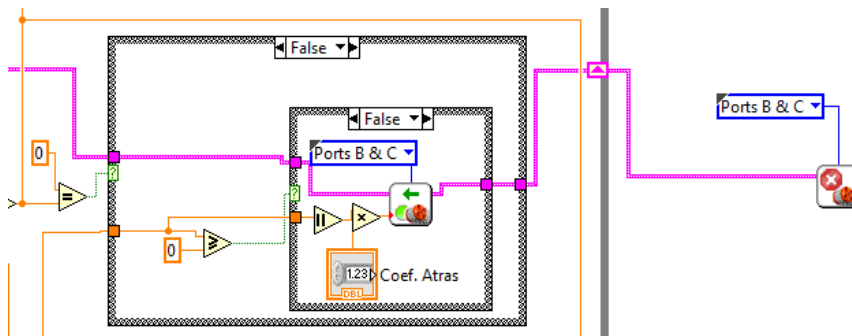 False
False
Ports B & C
Ports B & C
0
=
?
?
0
≥
||
×
1.23
DBL
Coef. Atras